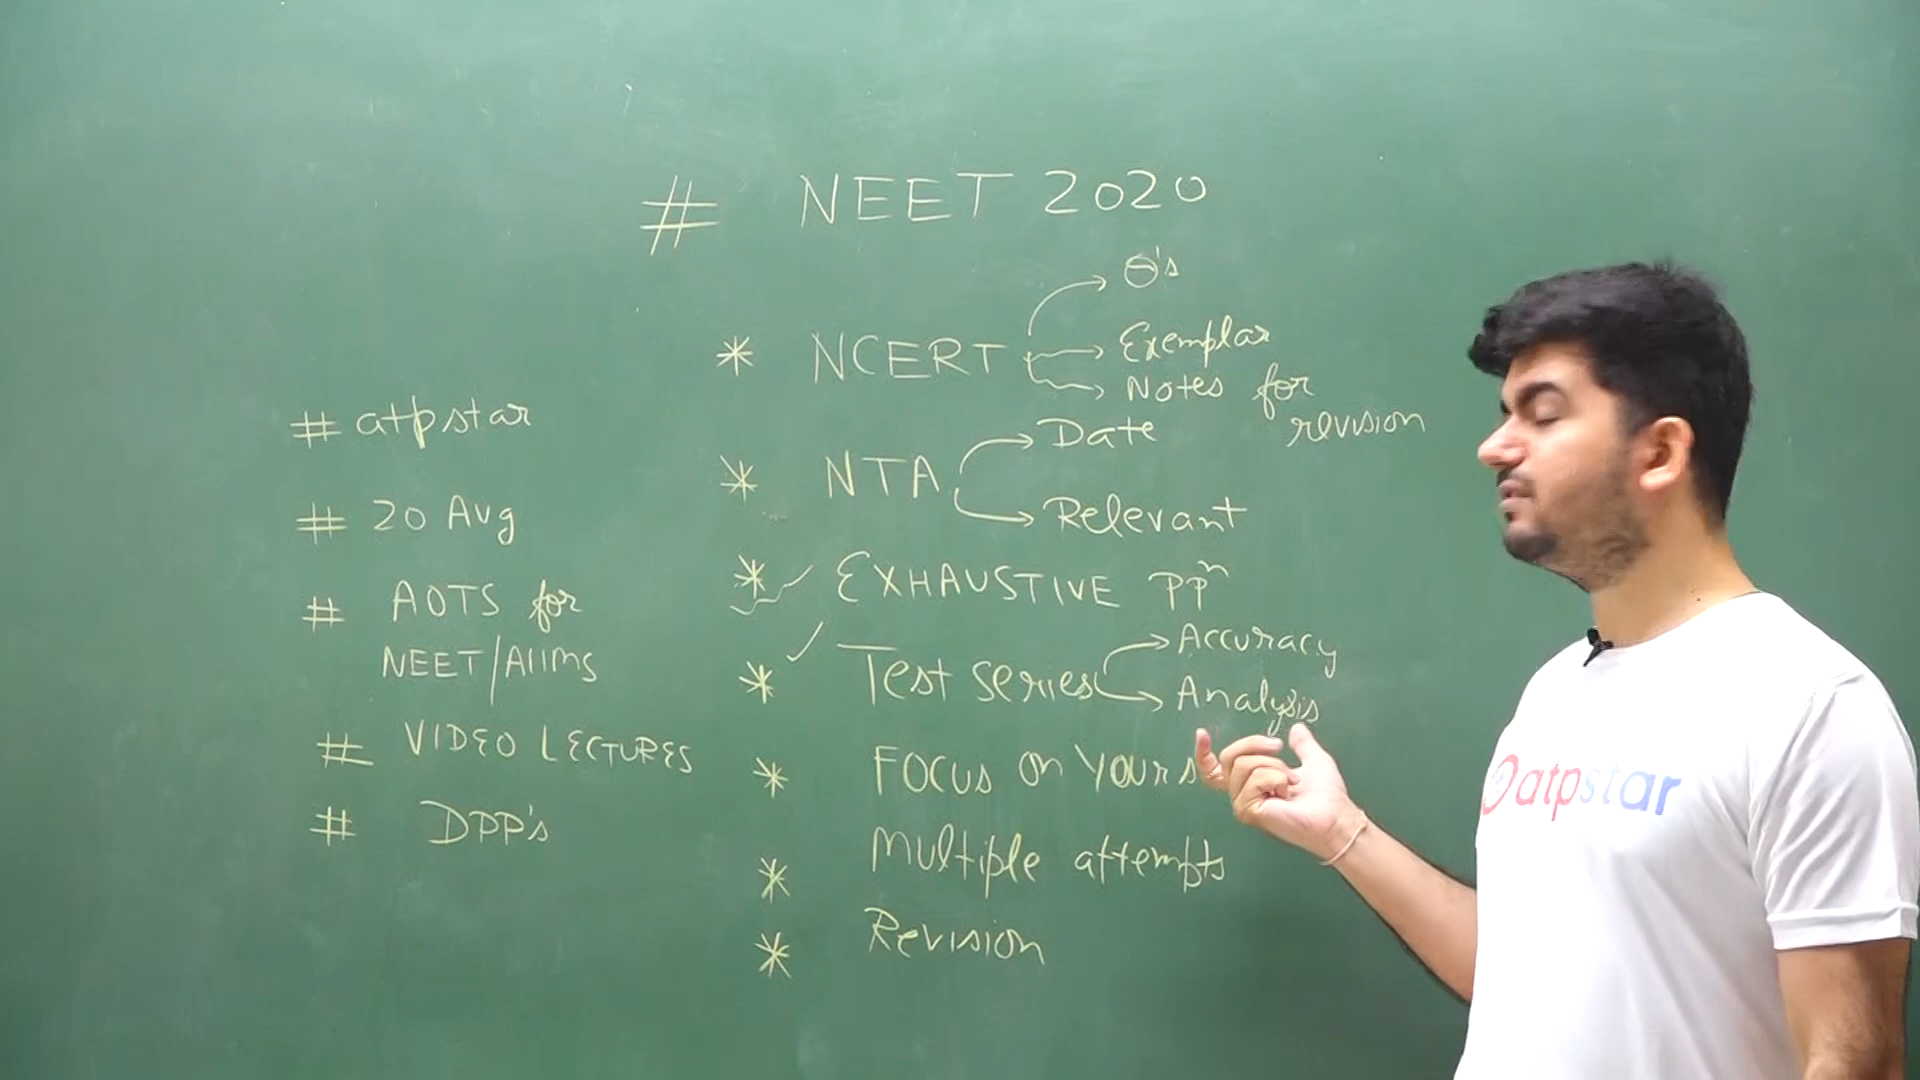 # NEET 2020
* NCERT → Θ's
→ Exemplar
→ Notes for
revision
* NTA → Date
→ Relevant
* EXHAUSTIVE PPⁿ
* Test series → Accuracy
→ Analysis
* FOCUS on Yours
* Multiple attempts
* Revision
# atpstar
# 20 Aug
# AOTS for
NEET/AIIMS
# VIDEO LECTURES
# DPP's
atpstar